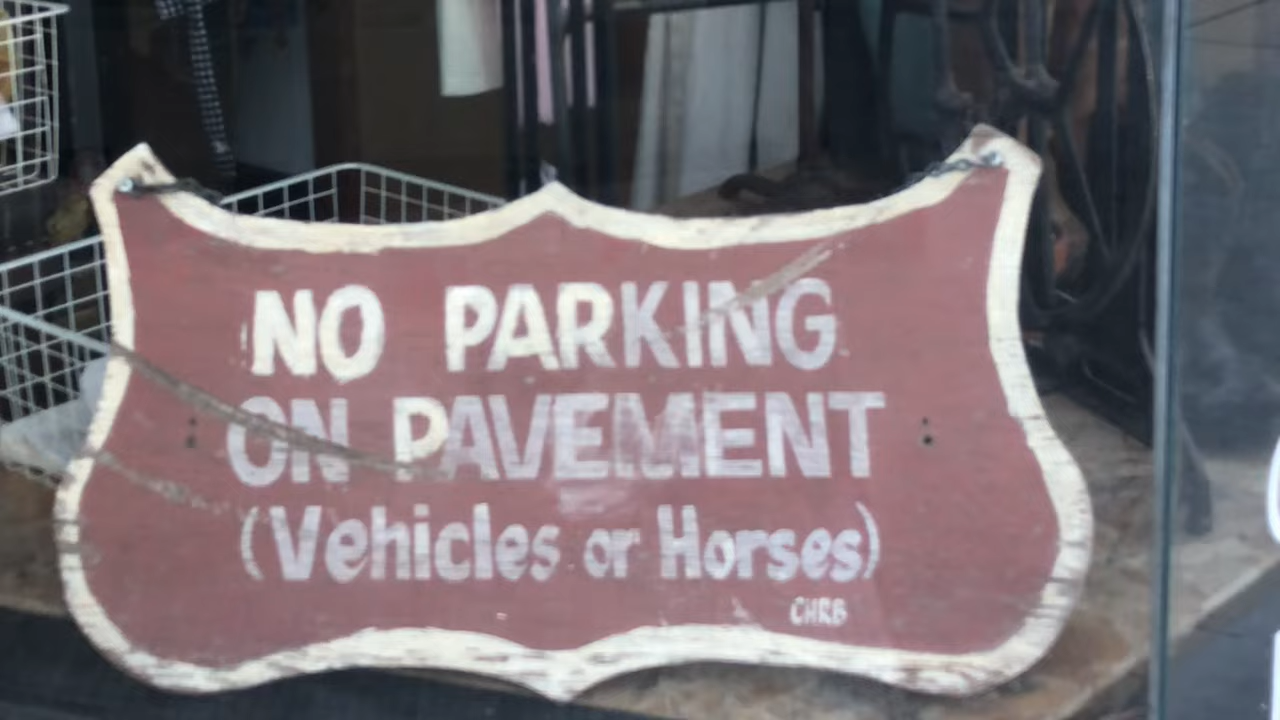 NO PARKING
ON PAVEMENT
(Vehicles or Horses)
CHRB